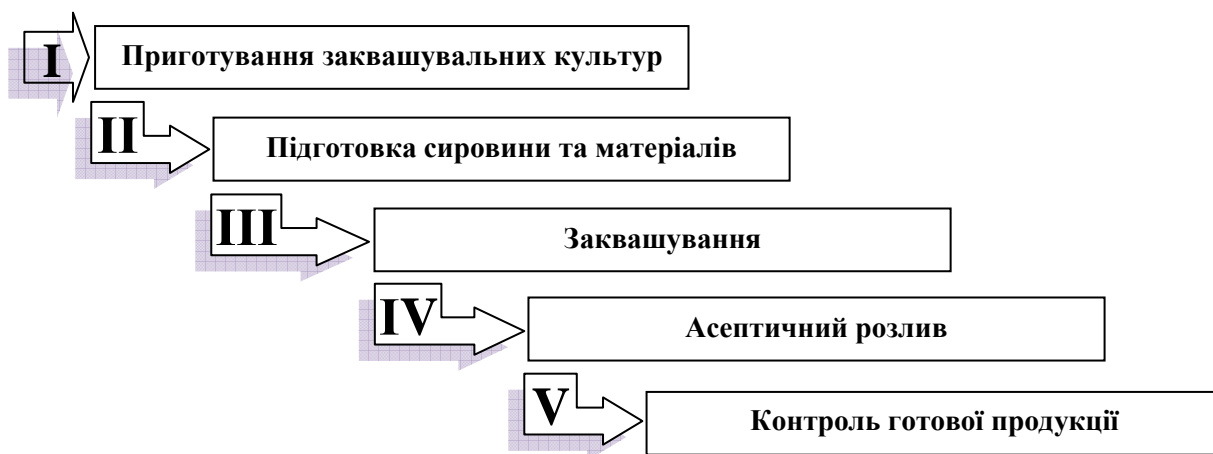 I Приготування заквашувальних культур
II Підготовка сировини та матеріалів
III Заквашування
IV Асептичний розлив
V Контроль готової продукції